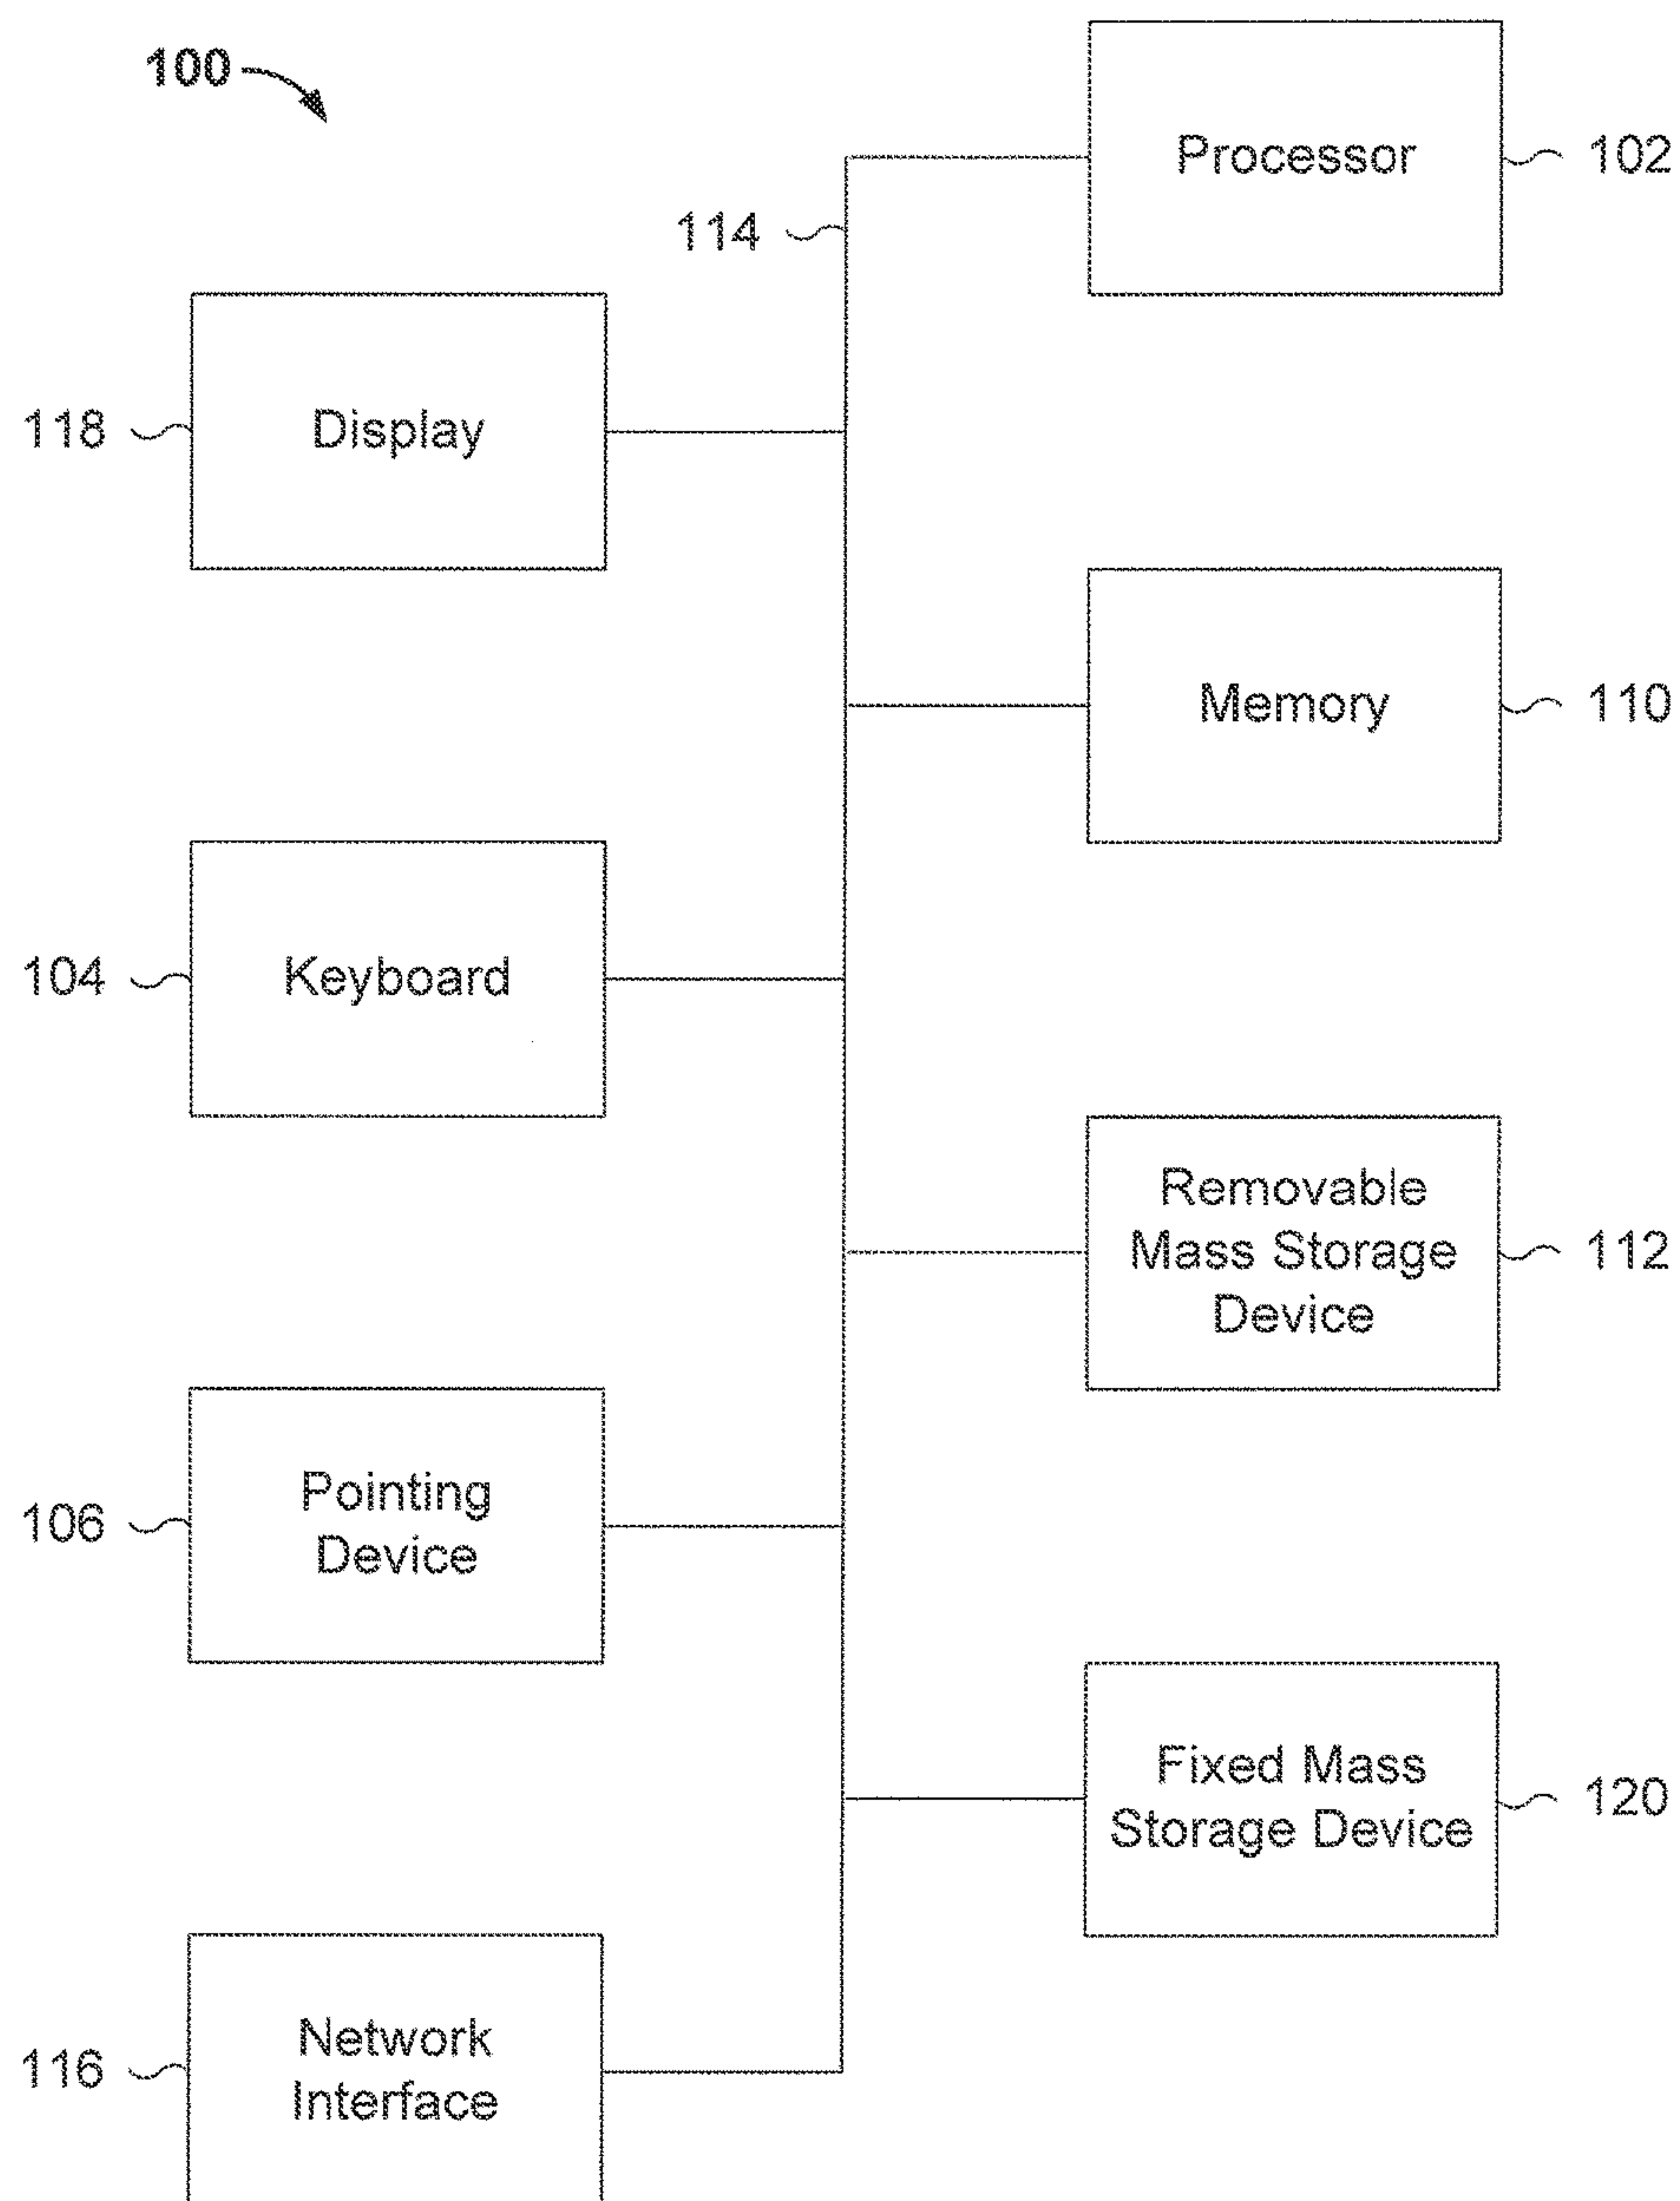 100
Processor
102
114
118
Display
Memory
110
104
Keyboard
Removable
Mass Storage
Device
112
106
Pointing
Device
Fixed Mass
Storage Device
120
116
Network
Interface